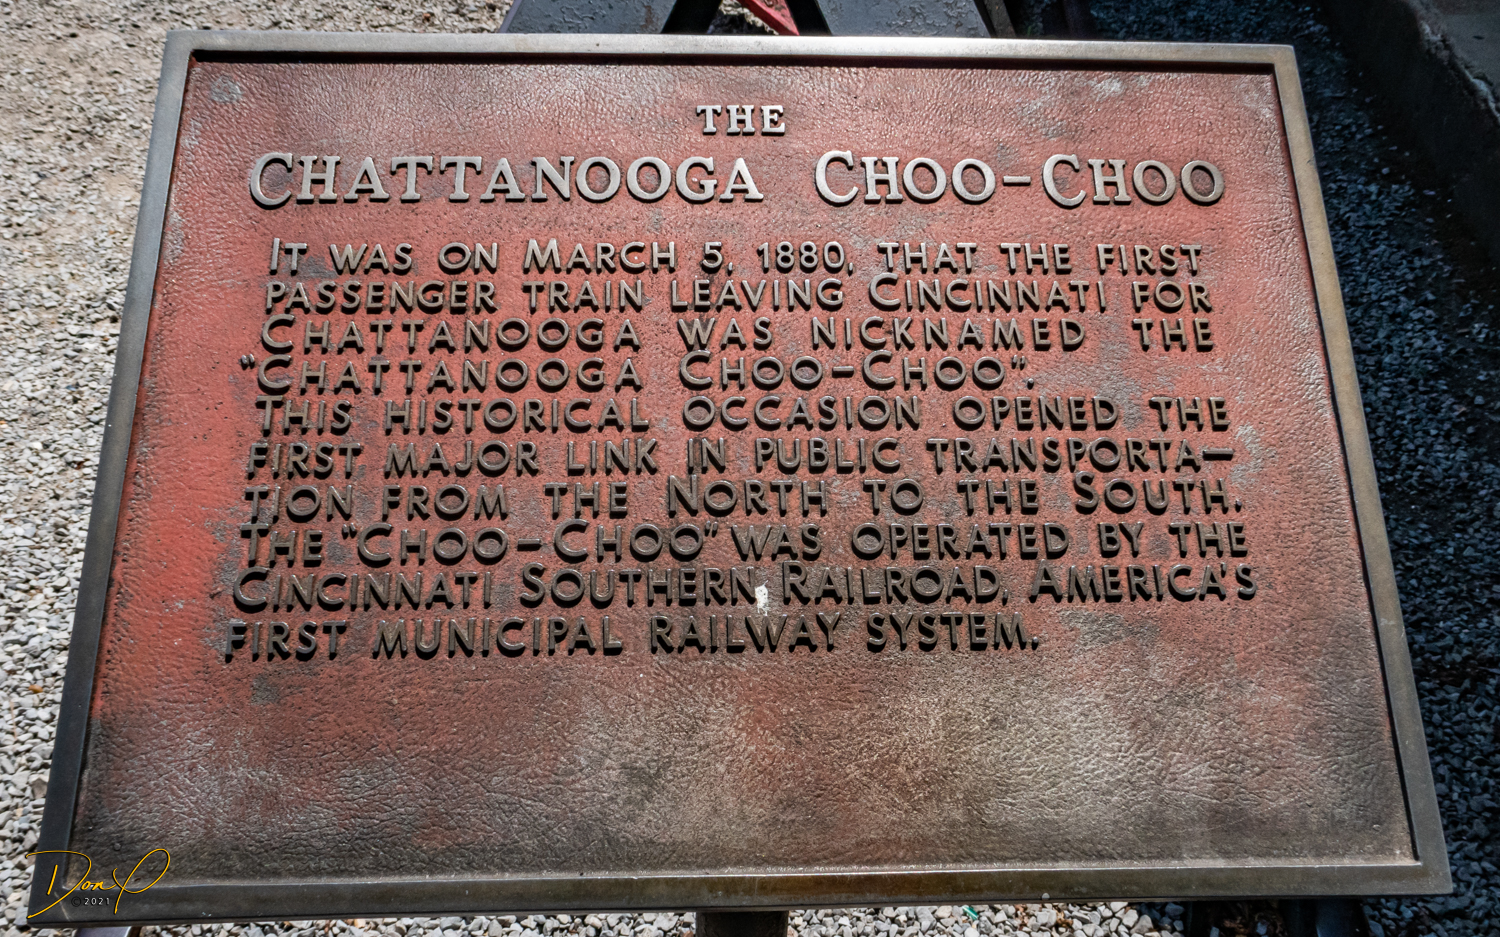 THE
CHATTANOOGA CHOO-CHOO
IT WAS ON MARCH 5, 1880, THAT THE FIRST
PASSENGER TRAIN LEAVING CINCINNATI FOR
CHATTANOOGA WAS NICKNAMED THE
"CHATTANOOGA CHOO-CHOO".
THIS HISTORICAL OCCASION OPENED THE
FIRST MAJOR LINK IN PUBLIC TRANSPORTA-
TION FROM THE NORTH TO THE SOUTH.
THE "CHOO-CHOO" WAS OPERATED BY THE
CINCINNATI SOUTHERN RAILROAD, AMERICA'S
FIRST MUNICIPAL RAILWAY SYSTEM.
Don P
© 2021